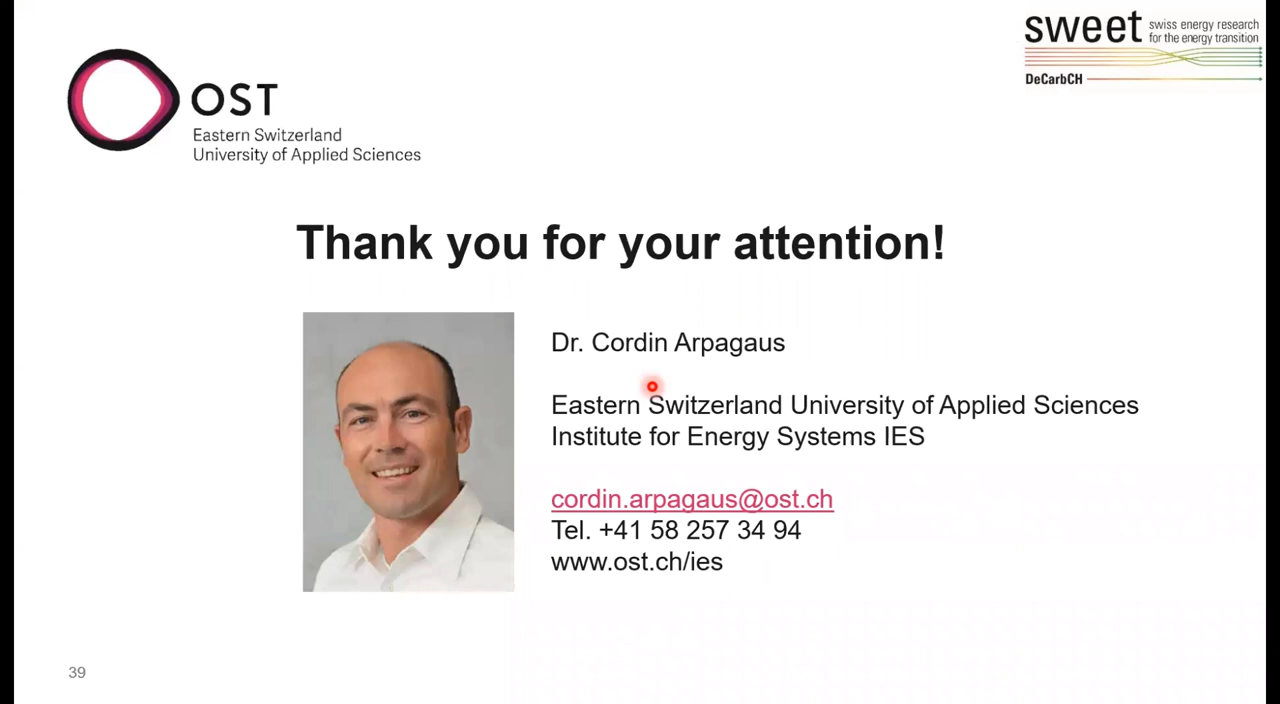 sweet swiss energy research
for the energy transition
DeCarbCH
OST
Eastern Switzerland
University of Applied Sciences
Thank you for your attention!
Dr. Cordin Arpagaus
Eastern Switzerland University of Applied Sciences
Institute for Energy Systems IES
cordin.arpagaus@ost.ch
Tel. +41 58 257 34 94
www.ost.ch/ies
39